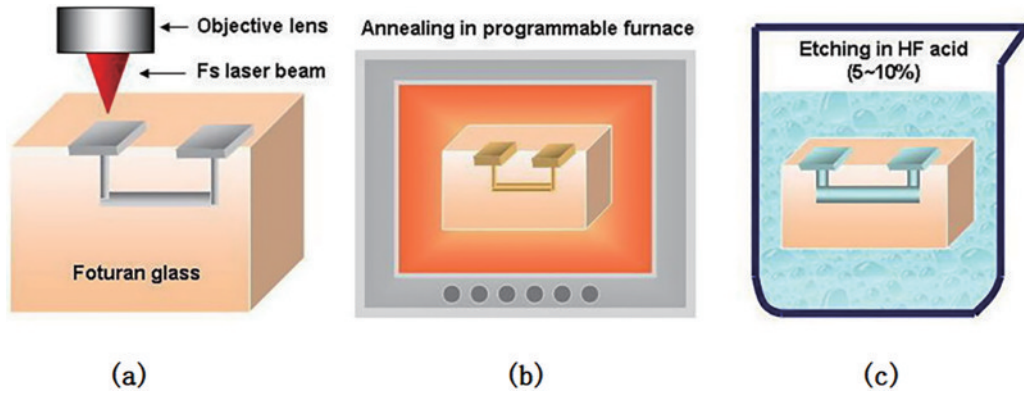 Objective lens
Fs laser beam
Foturan glass
(a)
Annealing in programmable furnace
(b)
Etching in HF acid
(5~10%)
(c)